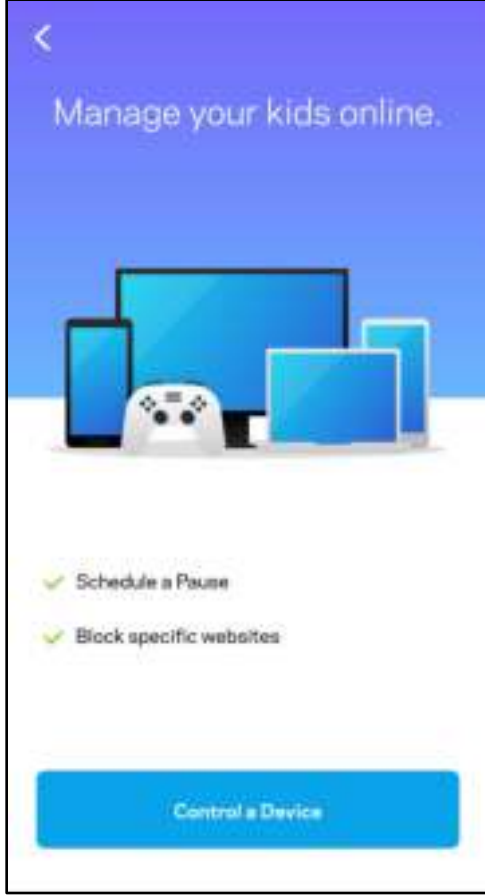 Manage your kids online.
Schedule a Pause
Block specific websites
Control a Device